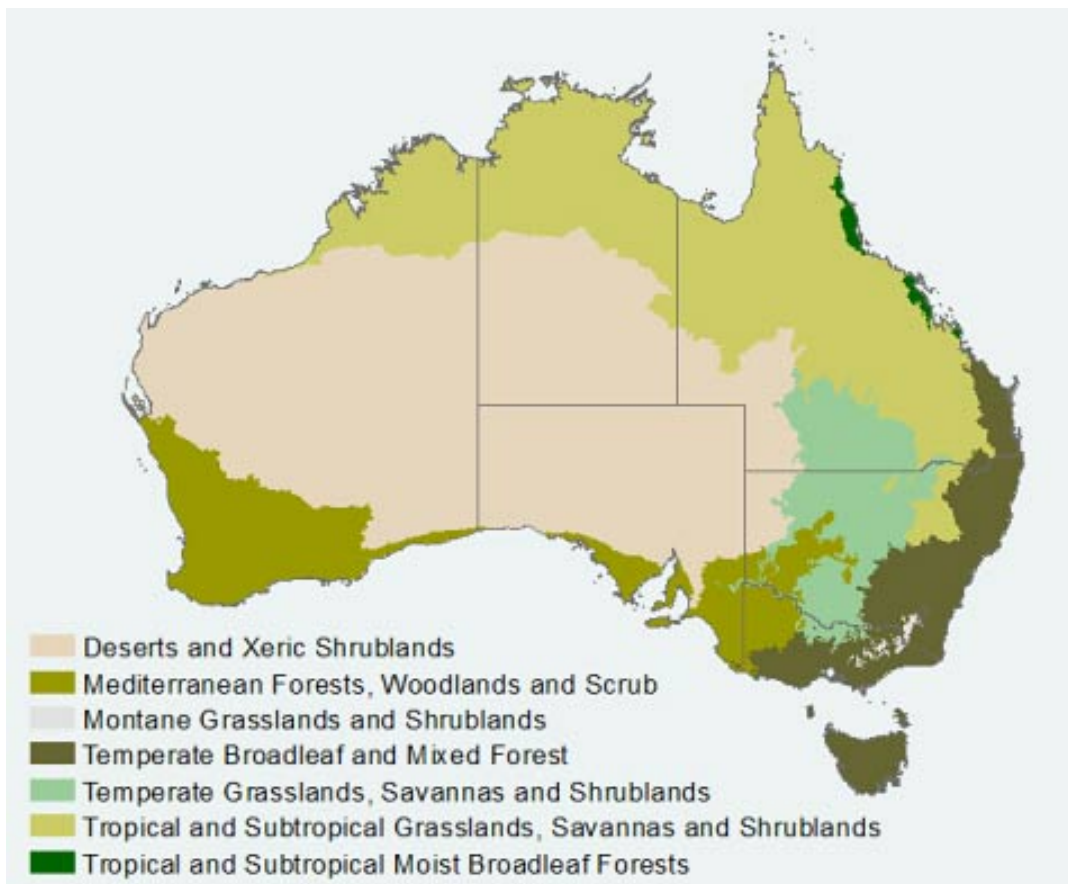 Deserts and Xeric Shrublands
Mediterranean Forests, Woodlands and Scrub
Montane Grasslands and Shrublands
Temperate Broadleaf and Mixed Forest
Temperate Grasslands, Savannas and Shrublands
Tropical and Subtropical Grasslands, Savannas and Shrublands
Tropical and Subtropical Moist Broadleaf Forests